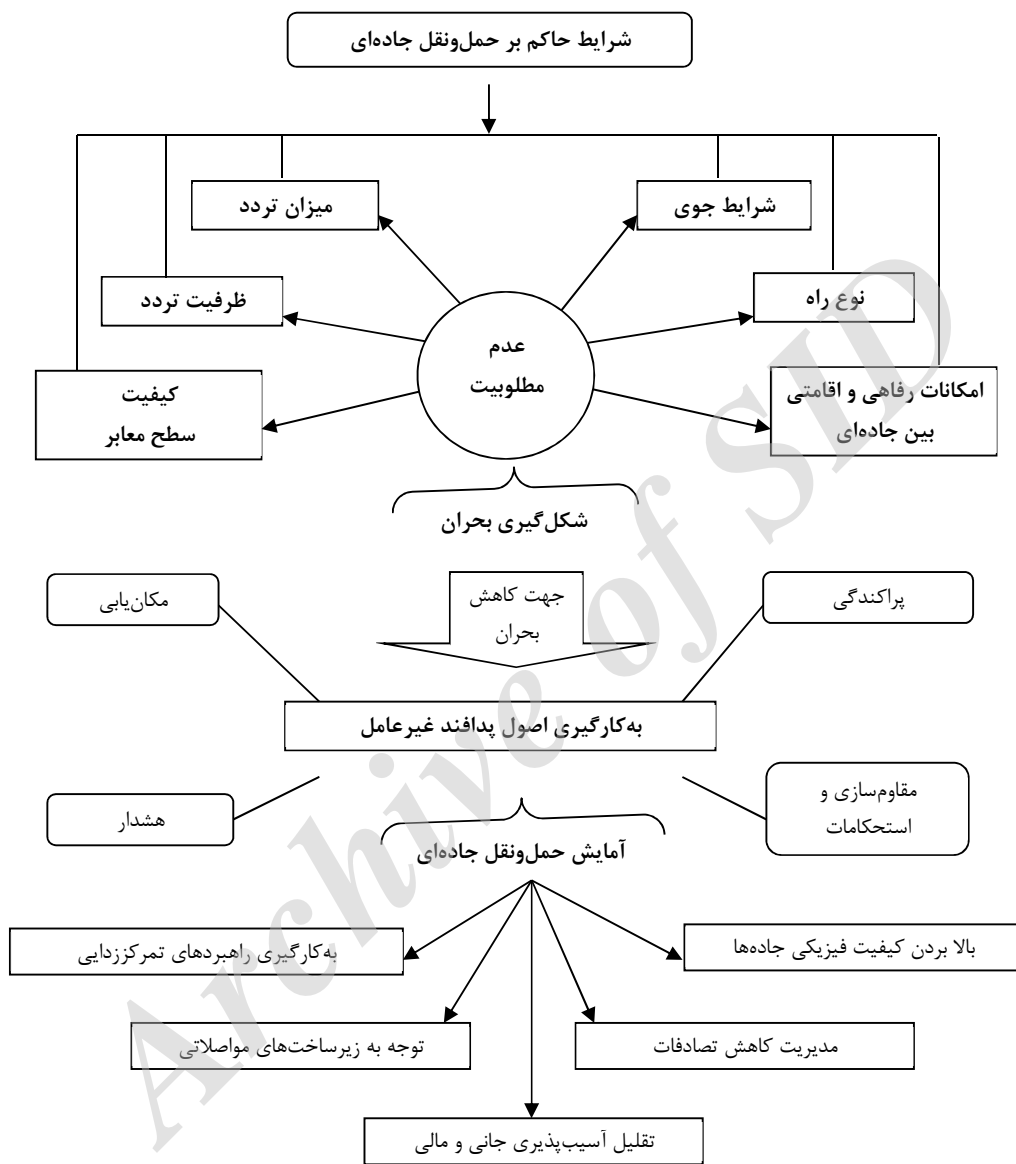 شرایط حاکم بر حمل‌ونقل جاده‌ای
شرایط جوی
میزان تردد
نوع راه
ظرفیت تردد
عدم
مطلوبیت
امکانات رفاهی و اقامتی
بین جاده‌ای
کیفیت
سطح معابر
شکل‌گیری بحران
پراکندگی
جهت کاهش
بحران
مکان‌یابی
به‌کارگیری اصول پدافند غیرعامل
مقاوم‌سازی و
استحکامات
هشدار
آمایش حمل‌ونقل جاده‌ای
بالا بردن کیفیت فیزیکی جاده‌ها
به‌کارگیری راهبردهای تمرکززدایی
مدیریت کاهش تصادفات
توجه به زیرساخت‌های مواصلاتی
تقلیل آسیب‌پذیری جانی و مالی
Archive of SID